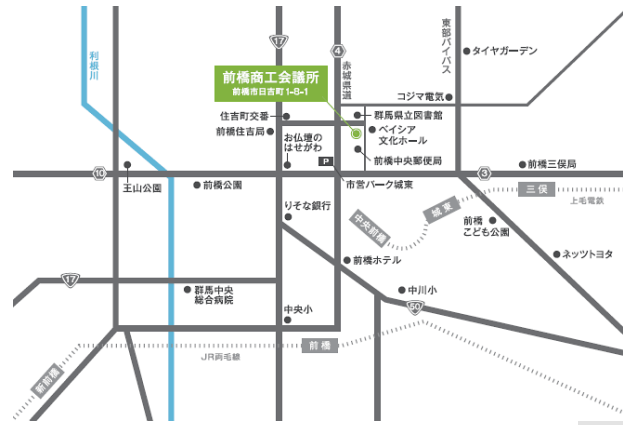 利根川
17
4
赤城県道
東部バイパス
タイヤガーデン
前橋商工会議所
前橋市日吉町1-8-1
コジマ電気
住吉町交番
群馬県立図書館
前橋住吉局
ベイシア
文化ホール
お仏壇の
はせがわ
前橋中央郵便局
P
市営パーク城東
10
王山公園
前橋公園
3
前橋三俣局
三俣
上毛電鉄
城東
中央前橋
りそな銀行
前橋
こども公園
ネッツトヨタ
前橋ホテル
17
群馬中央
総合病院
中川小
50
中央小
前橋
JR両毛線
新前橋